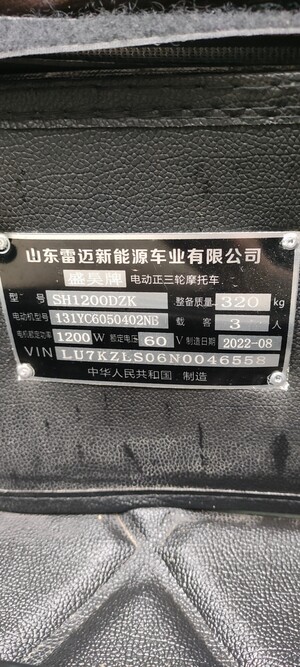 山东雷迈新能源车业有限公司
盛昊牌 电动正三轮摩托车
型 号 SH1200DZK 整备质量 320 kg
电动机型号 131YC6050402NB 载 客 3 人
电机额定功率 1200 W 额定电压 60 V 制造日期 2022-08
VIN LU7KZLS06N0046558
中华人民共和国 制造